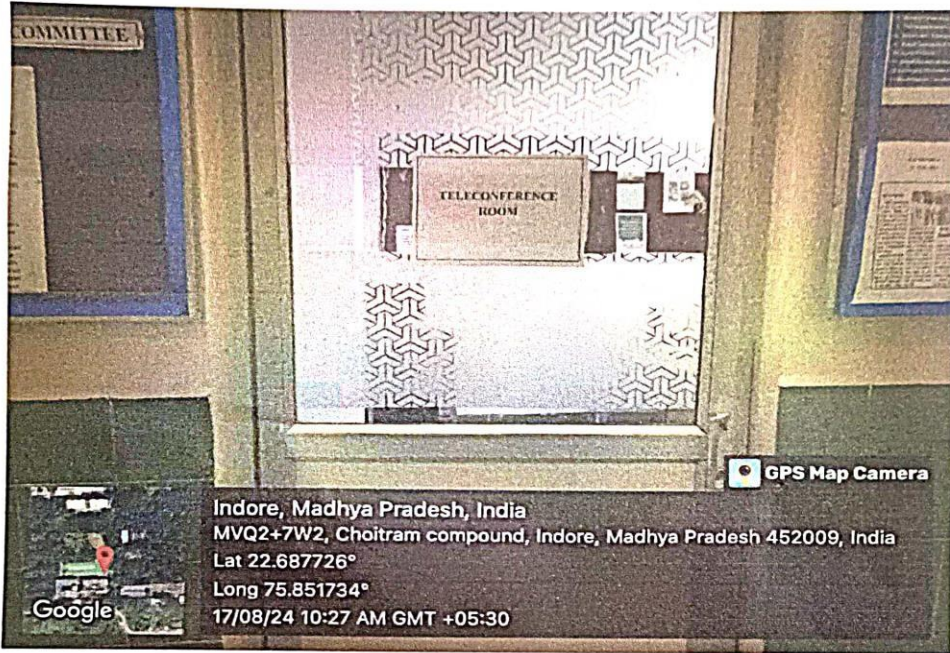 COMMITTEE
TELECONFERENCE
ROOM
GPS Map Camera
Indore, Madhya Pradesh, India
MVQ2+7W2, Choitram compound, Indore, Madhya Pradesh 452009, India
Lat 22.687726°
Long 75.851734°
17/08/24 10:27 AM GMT +05:30
Google